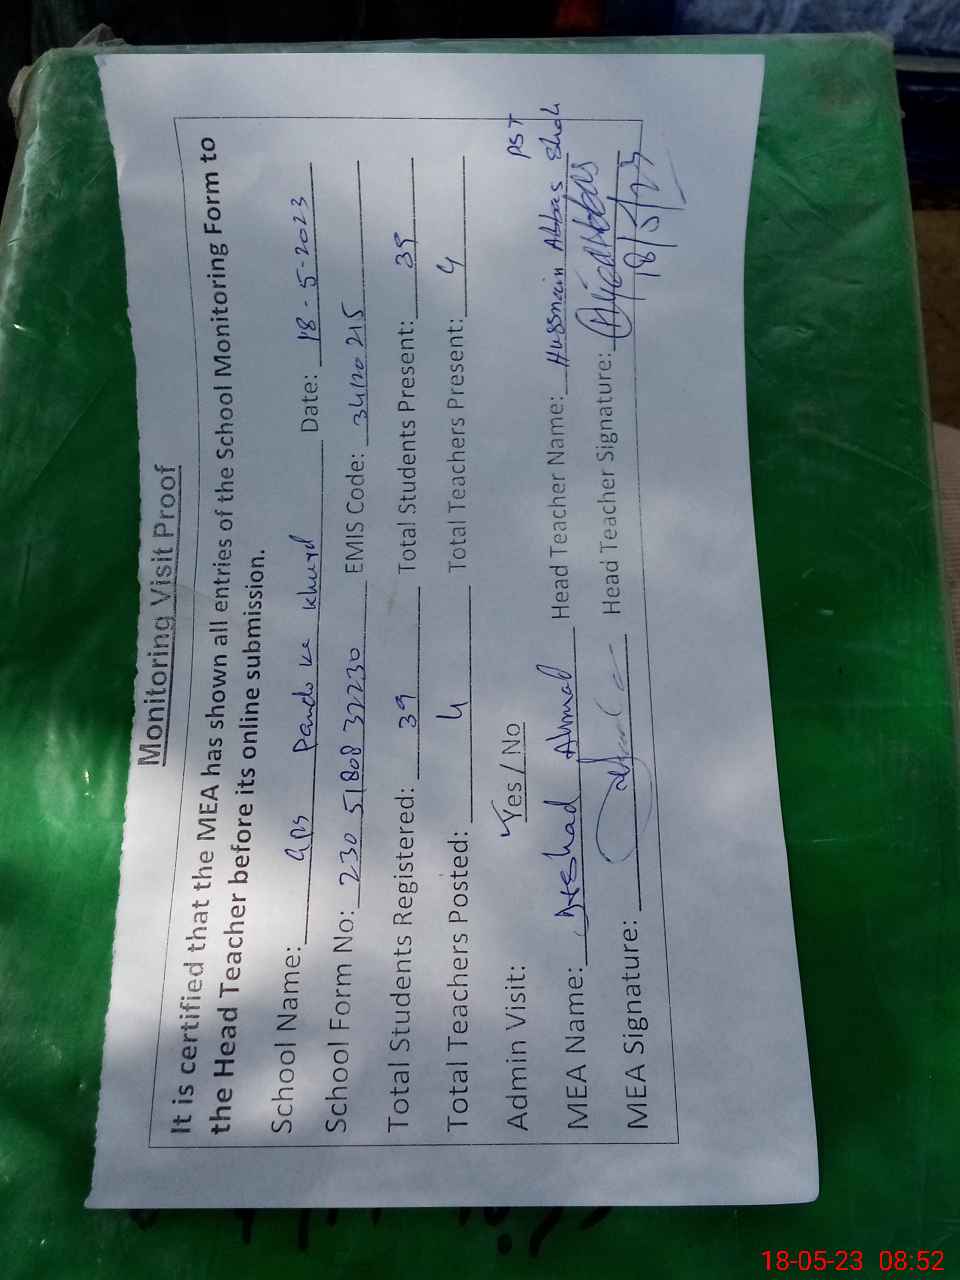 Monitoring Visit Proof
It is certified that the MEA has shown all entries of the School Monitoring Form to
the Head Teacher before its online submission.
School Name: GPS Pando ke khurd Date: 18-5-2023
School Form No: 230 51808 32230 EMIS Code: 34120215
Total Students Registered: 39 Total Students Present: 39
Total Teachers Posted: 4 Total Teachers Present: 4
Admin Visit: Yes / No PST
MEA Name: Arshad Ahmad Head Teacher Name: Hussnain Abbas Shah
MEA Signature: Head Teacher Signature:
18/5/23
18-05-23 08:52